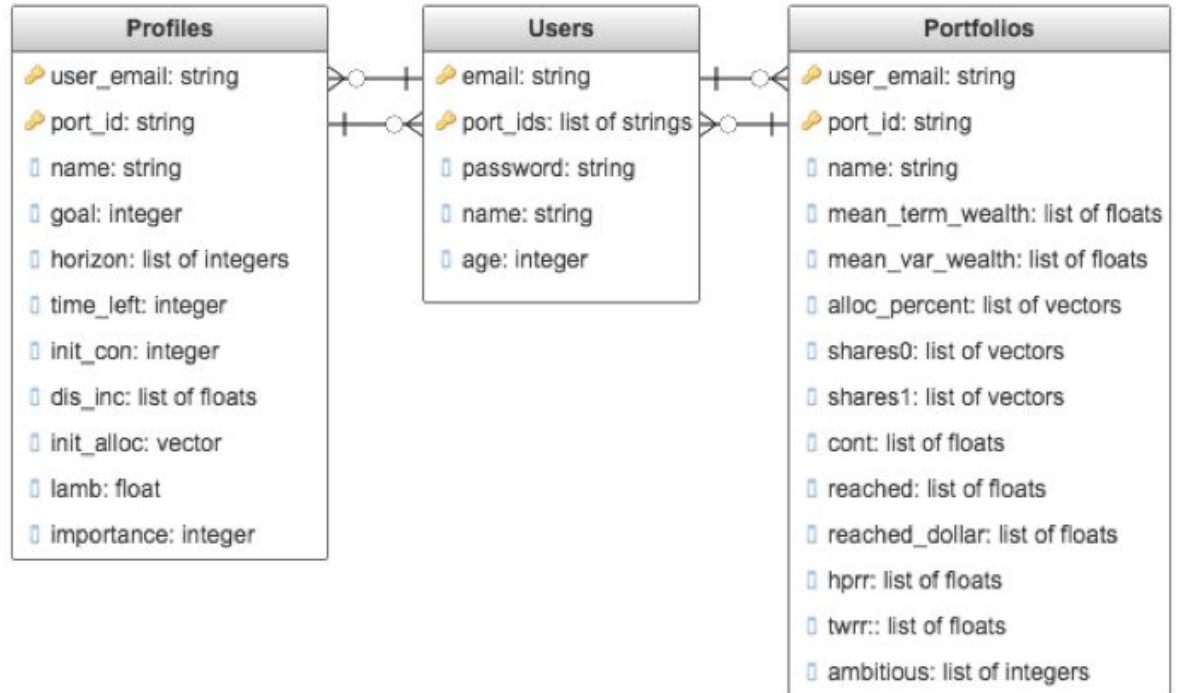 Profiles
user_email: string
port_id: string
name: string
goal: integer
horizon: list of integers
time_left: integer
init_con: integer
dis_inc: list of floats
init_alloc: vector
lamb: float
importance: integer
Users
email: string
port_ids: list of strings
password: string
name: string
age: integer
Portfolios
user_email: string
port_id: string
name: string
mean_term_wealth: list of floats
mean_var_wealth: list of floats
alloc_percent: list of vectors
shares0: list of vectors
shares1: list of vectors
cont: list of floats
reached: list of floats
reached_dollar: list of floats
hprr: list of floats
twrr:: list of floats
ambitious: list of integers